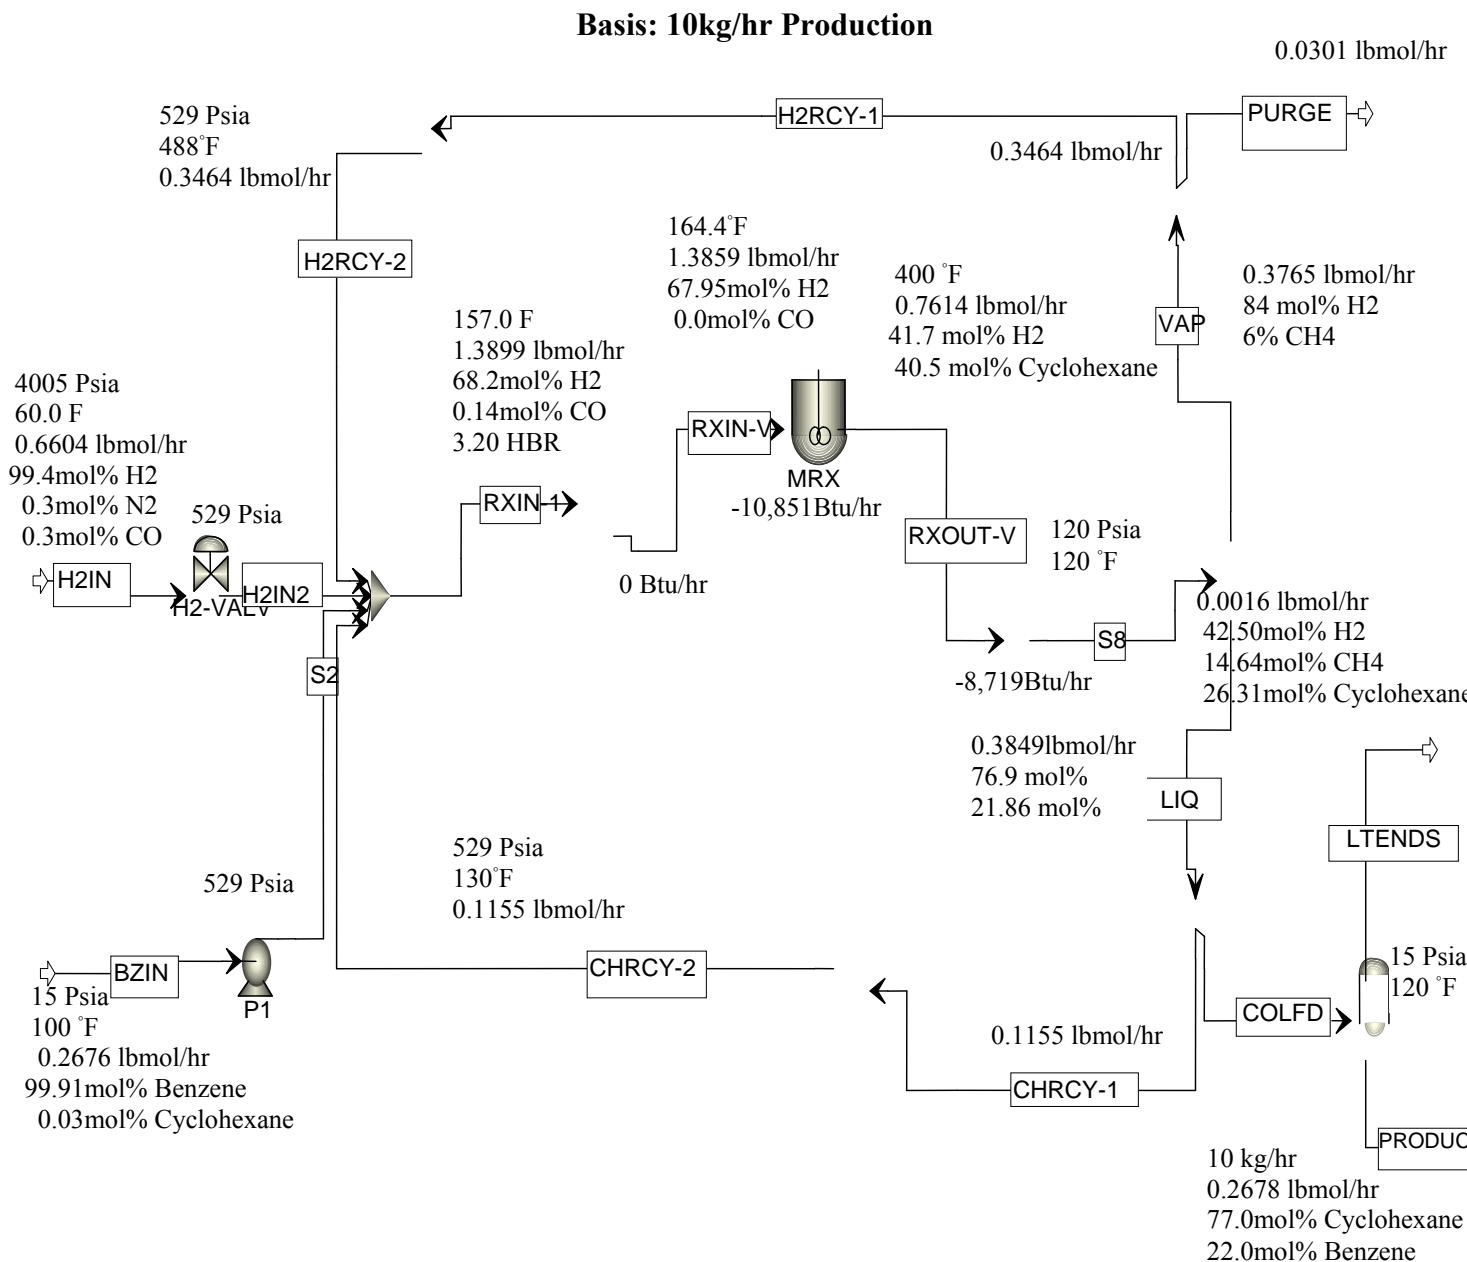 Basis: 10kg/hr Production
0.0301 lbmol/hr
PURGE
H2RCY-1
0.3464 lbmol/hr
529 Psia
488°F
0.3464 lbmol/hr
H2RCY-2
164.4°F
1.3859 lbmol/hr
67.95mol% H2
0.0mol% CO
400 °F
0.7614 lbmol/hr
41.7 mol% H2
40.5 mol% Cyclohexane
VAP
0.3765 lbmol/hr
84 mol% H2
6% CH4
157.0 F
1.3899 lbmol/hr
68.2mol% H2
0.14mol% CO
3.20 HBR
4005 Psia
60.0 F
0.6604 lbmol/hr
99.4mol% H2
0.3mol% N2
0.3mol% CO
529 Psia
H2IN
H2-VALV
H2IN2
RXIN-1
RXIN-V
MRX
-10,851Btu/hr
0 Btu/hr
RXOUT-V
120 Psia
120 °F
S8
-8,719Btu/hr
0.0016 lbmol/hr
42.50mol% H2
14.64mol% CH4
26.31mol% Cyclohexane
S2
0.3849lbmol/hr
76.9 mol%
21.86 mol%
LIQ
LTENDS
529 Psia
529 Psia
130°F
0.1155 lbmol/hr
CHRCY-2
BZIN
P1
15 Psia
100 °F
0.2676 lbmol/hr
99.91mol% Benzene
0.03mol% Cyclohexane
0.1155 lbmol/hr
CHRCY-1
COLFD
15 Psia
120 °F
PRODUC
10 kg/hr
0.2678 lbmol/hr
77.0mol% Cyclohexane
22.0mol% Benzene